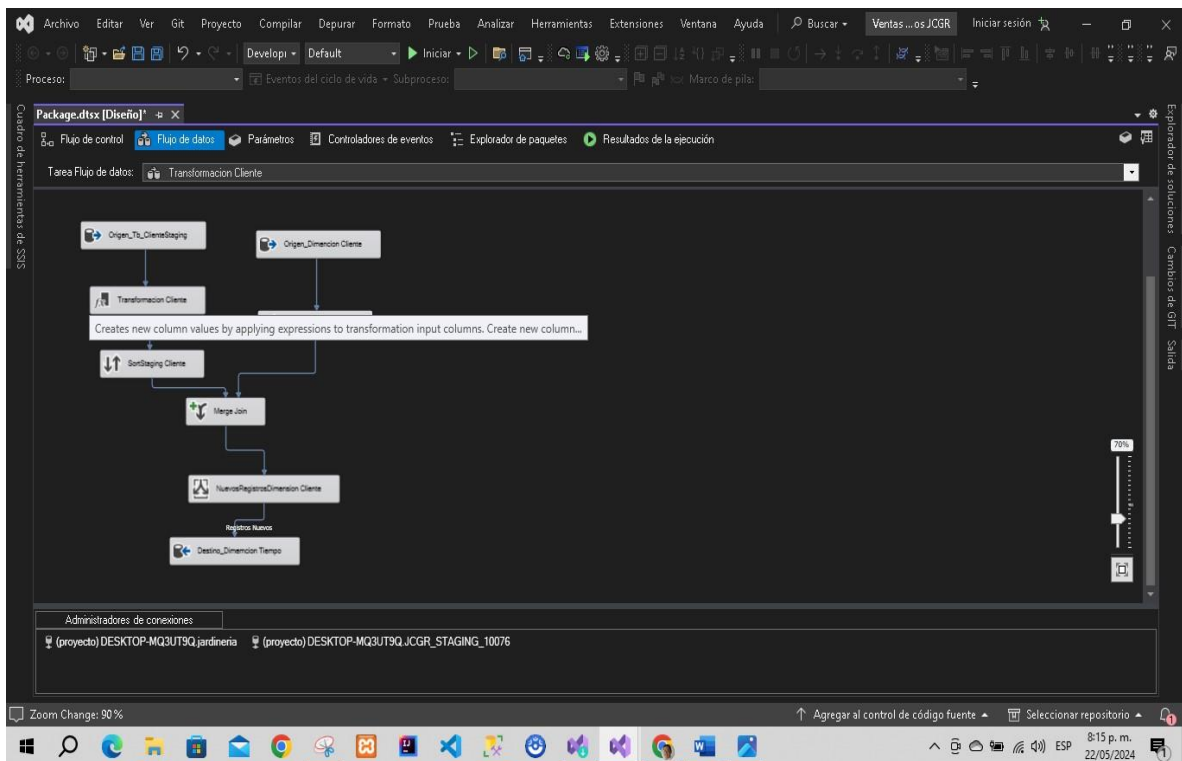 Archivo Editar Ver Git Proyecto Compilar Depurar Formato Prueba Analizar Herramientas Extensiones Ventana Ayuda Buscar Ventas ...os JCGR Iniciar sesión
Developi Default Iniciar
Proceso: Eventos del ciclo de vida Subproceso: Marco de pila:
Cuadro de herramientas de SSIS
Package.dtsx [Diseño]*
Flujo de control Flujo de datos Parámetros Controladores de eventos Explorador de paquetes Resultados de la ejecución
Tarea Flujo de datos: Transformacion Cliente
Origen_Tb_ClienteStaging
Origen_Dimencion Cliente
Transformacion Cliente
Creates new column values by applying expressions to transformation input columns. Create new column...
SortStaging Cliente
Merge Join
NuevosRegistrosDimension Cliente
Registros Nuevos
Destino_Dimemcion Tiempo
70%
Explorador de soluciones Cambios de GIT Salida
Administradores de conexiones
(proyecto) DESKTOP-MQ3UT9Q.jardineria (proyecto) DESKTOP-MQ3UT9Q.JCGR_STAGING_10076
Zoom Change: 90 % Agregar al control de código fuente Seleccionar repositorio 1
ESP 8:15 p. m.
22/05/2024 1